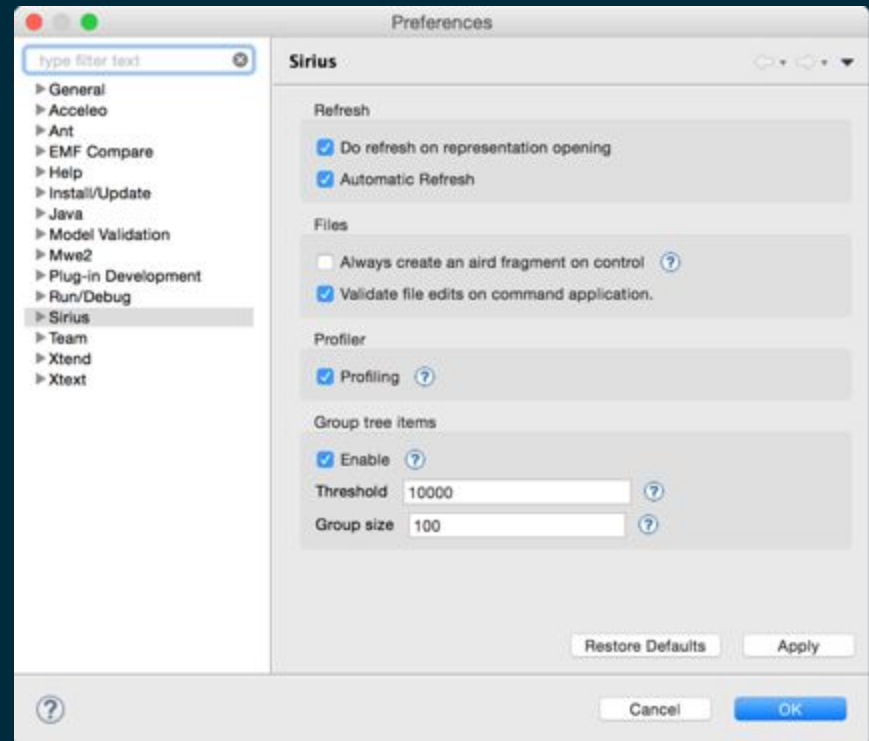 Preferences
type filter text
Sirius
General
Acceleo
Ant
EMF Compare
Help
Install/Update
Java
Model Validation
Mwe2
Plug-in Development
Run/Debug
Sirius
Team
Xtend
Xtext
Refresh
Do refresh on representation opening
Automatic Refresh
Files
Always create an aird fragment on control ?
Validate file edits on command application.
Profiler
Profiling ?
Group tree items
Enable ?
Threshold 10000 ?
Group size 100 ?
Restore Defaults Apply
? Cancel OK